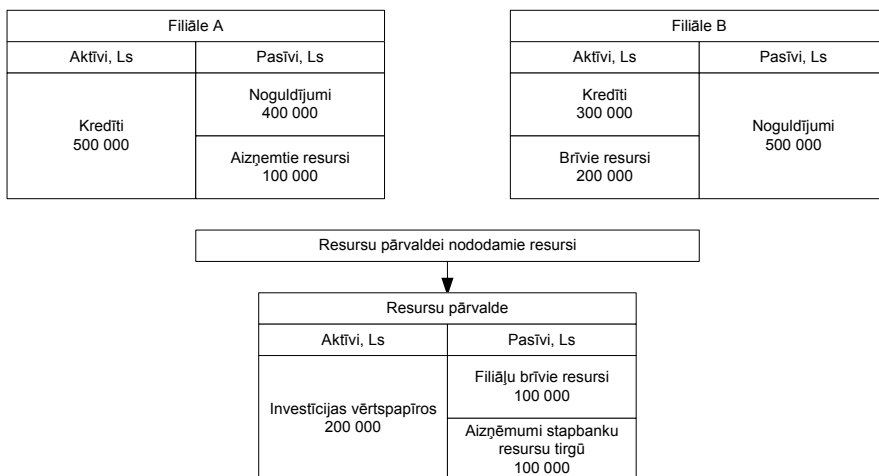 Filiāle A
Aktīvi, Ls
Pasīvi, Ls
Kredīti
500 000
Noguldījumi
400 000
Aizņemtie resursi
100 000
Filiāle B
Aktīvi, Ls
Pasīvi, Ls
Kredīti
300 000
Brīvie resursi
200 000
Noguldījumi
500 000
Resursu pārvaldei nododamie resursi
Resursu pārvalde
Aktīvi, Ls
Pasīvi, Ls
Investīcijas vērtspapīros
200 000
Filiāļu brīvie resursi
100 000
Aizņēmumi stapbanku
resursu tirgū
100 000